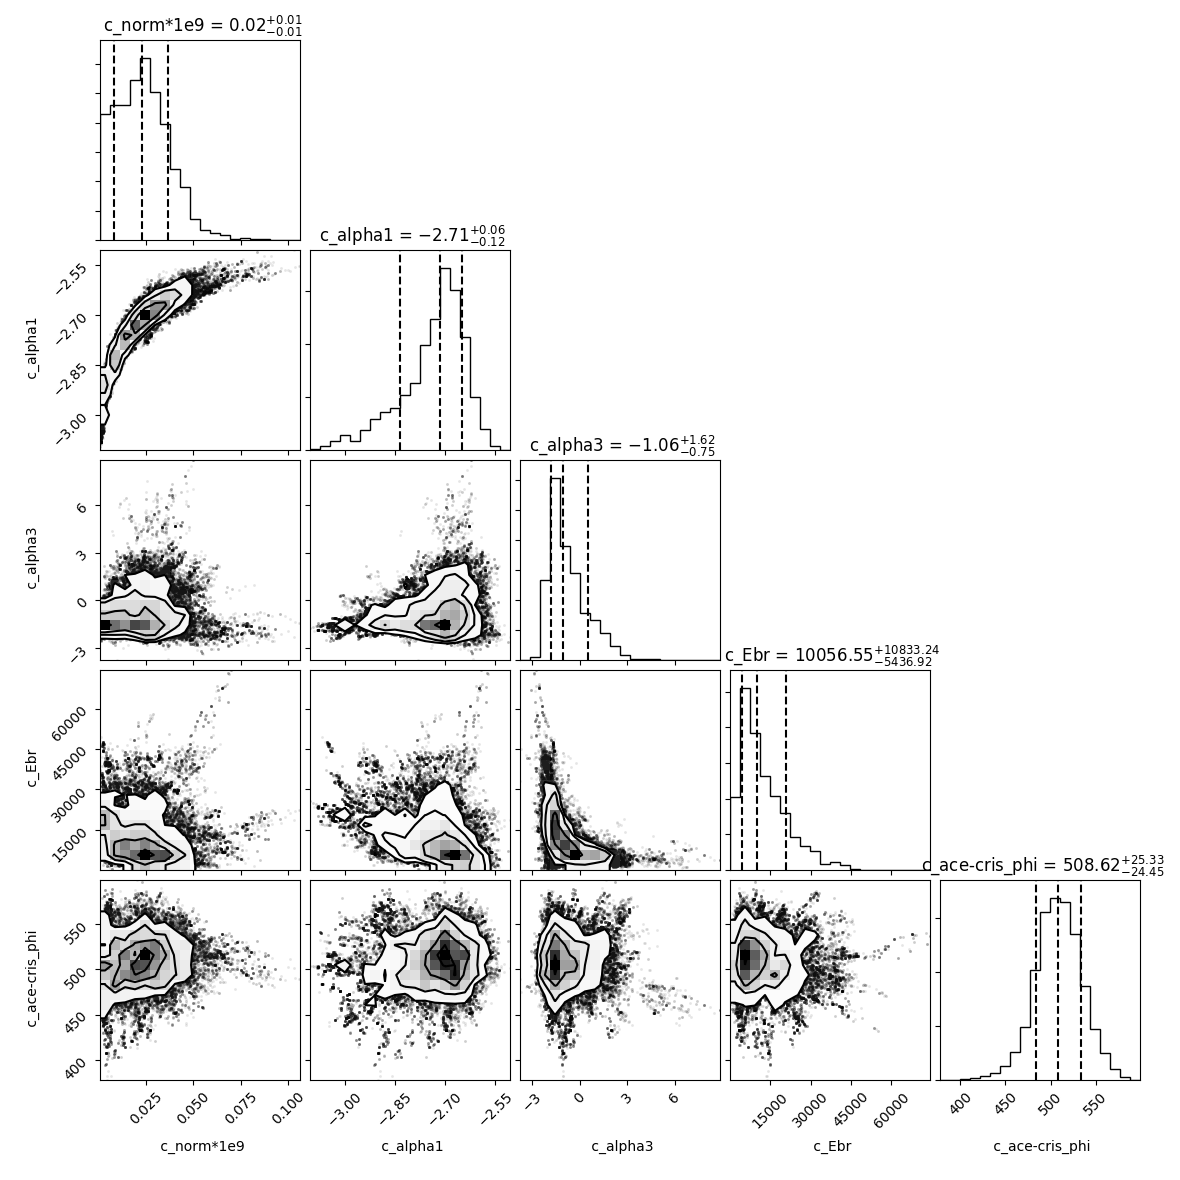 c_norm*1e9 = 0.02+0.01−0.01
c_alpha1 = −2.71+0.06−0.12
−2.55
−2.70
−2.85
−3.00
c_alpha1
c_alpha3 = −1.06+1.62−0.75
6
3
0
−3
c_alpha3
c_Ebr = 10056.55+10833.24−5436.92
60000
45000
30000
15000
c_Ebr
c_ace-cris_phi = 508.62+25.33−24.45
550
500
450
400
c_ace-cris_phi
0.025 0.050 0.075 0.100
−3.00 −2.85 −2.70 −2.55
−3 0 3 6
15000 30000 45000 60000
400 450 500 550
c_norm*1e9
c_alpha1
c_alpha3
c_Ebr
c_ace-cris_phi